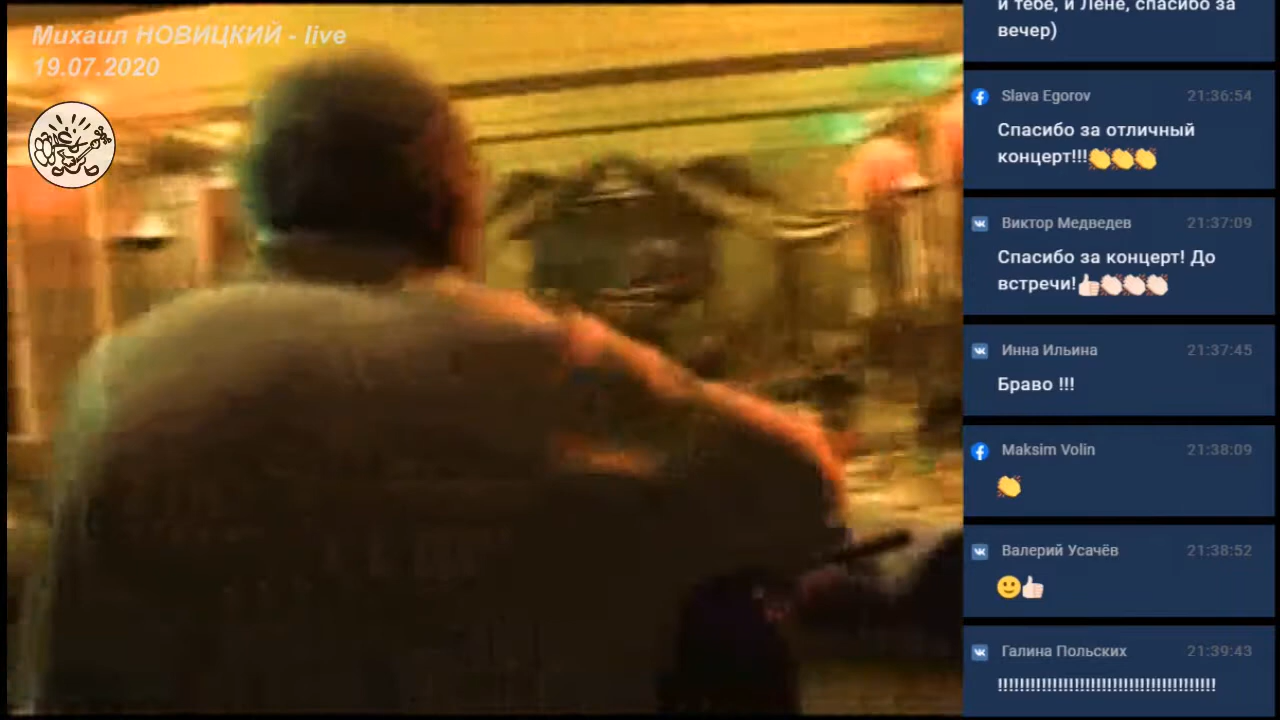 Михаил НОВИЦКИЙ - live
19.07.2020
и тебе, и Лене, спасибо за
вечер)
Slava Egorov 21:36:54
Спасибо за отличный
концерт!!!👏👏👏
Виктор Медведев 21:37:09
Спасибо за концерт! До
встречи!👍🏻👏🏻👏🏻👏🏻
Инна Ильина 21:37:45
Браво !!!
Maksim Volin 21:38:09
👏
Валерий Усачёв 21:38:52
🙂👍🏻
Галина Польских 21:39:43
!!!!!!!!!!!!!!!!!!!!!!!!!!!!!!!!!!!!!!!!